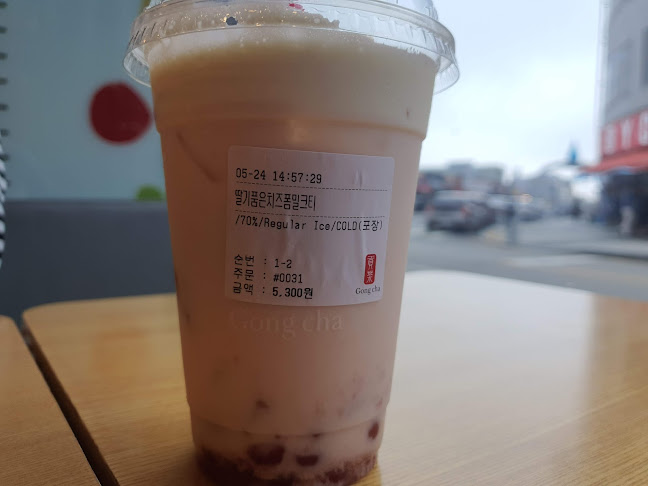 05-24 14:57:29
딸기품은치즈폼밀크티
/70%/Regular Ice/COLD(포장)
순번 : 1-2
주문 : #0031
금액 : 5,300원
공차
Gong cha
Gong cha